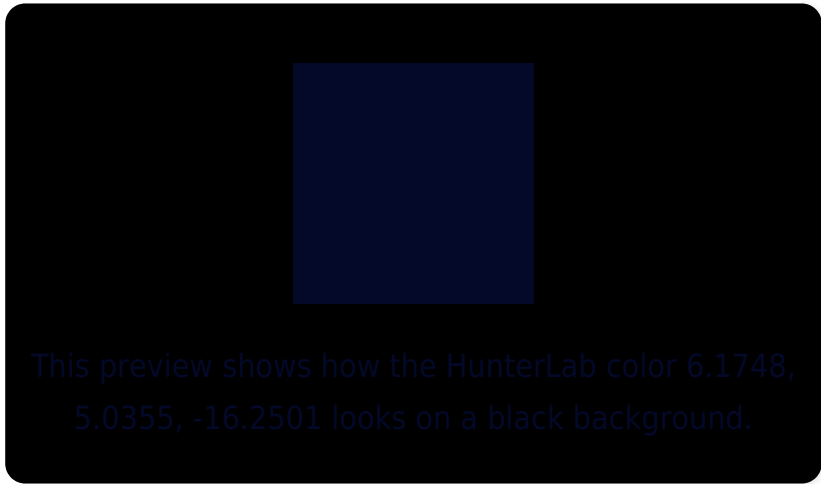 This preview shows how the HunterLab color 6.1748,
5.0355, -16.2501 looks on a black background.